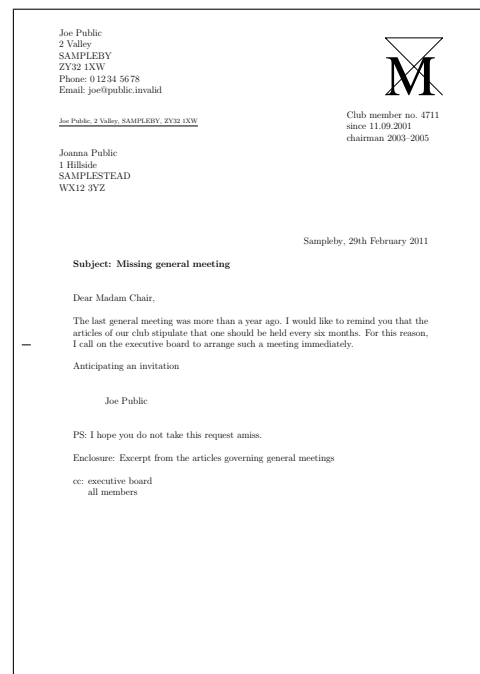 Joe Public
2 Valley
SAMPLEBY
ZY32 1XW
Phone: 0 12 34 56 78
Email: joe@public.invalid
M
Club member no. 4711
since 11.09.2001
chairman 2003–2005
Joe Public, 2 Valley, SAMPLEBY, ZY32 1XW
Joanna Public
1 Hillside
SAMPLESTEAD
WX12 3YZ
Sampleby, 29th February 2011
Subject: Missing general meeting
Dear Madam Chair,
The last general meeting was more than a year ago. I would like to remind you that the
articles of our club stipulate that one should be held every six months. For this reason,
I call on the executive board to arrange such a meeting immediately.
Anticipating an invitation
Joe Public
PS: I hope you do not take this request amiss.
Enclosure: Excerpt from the articles governing general meetings
cc: executive board
all members